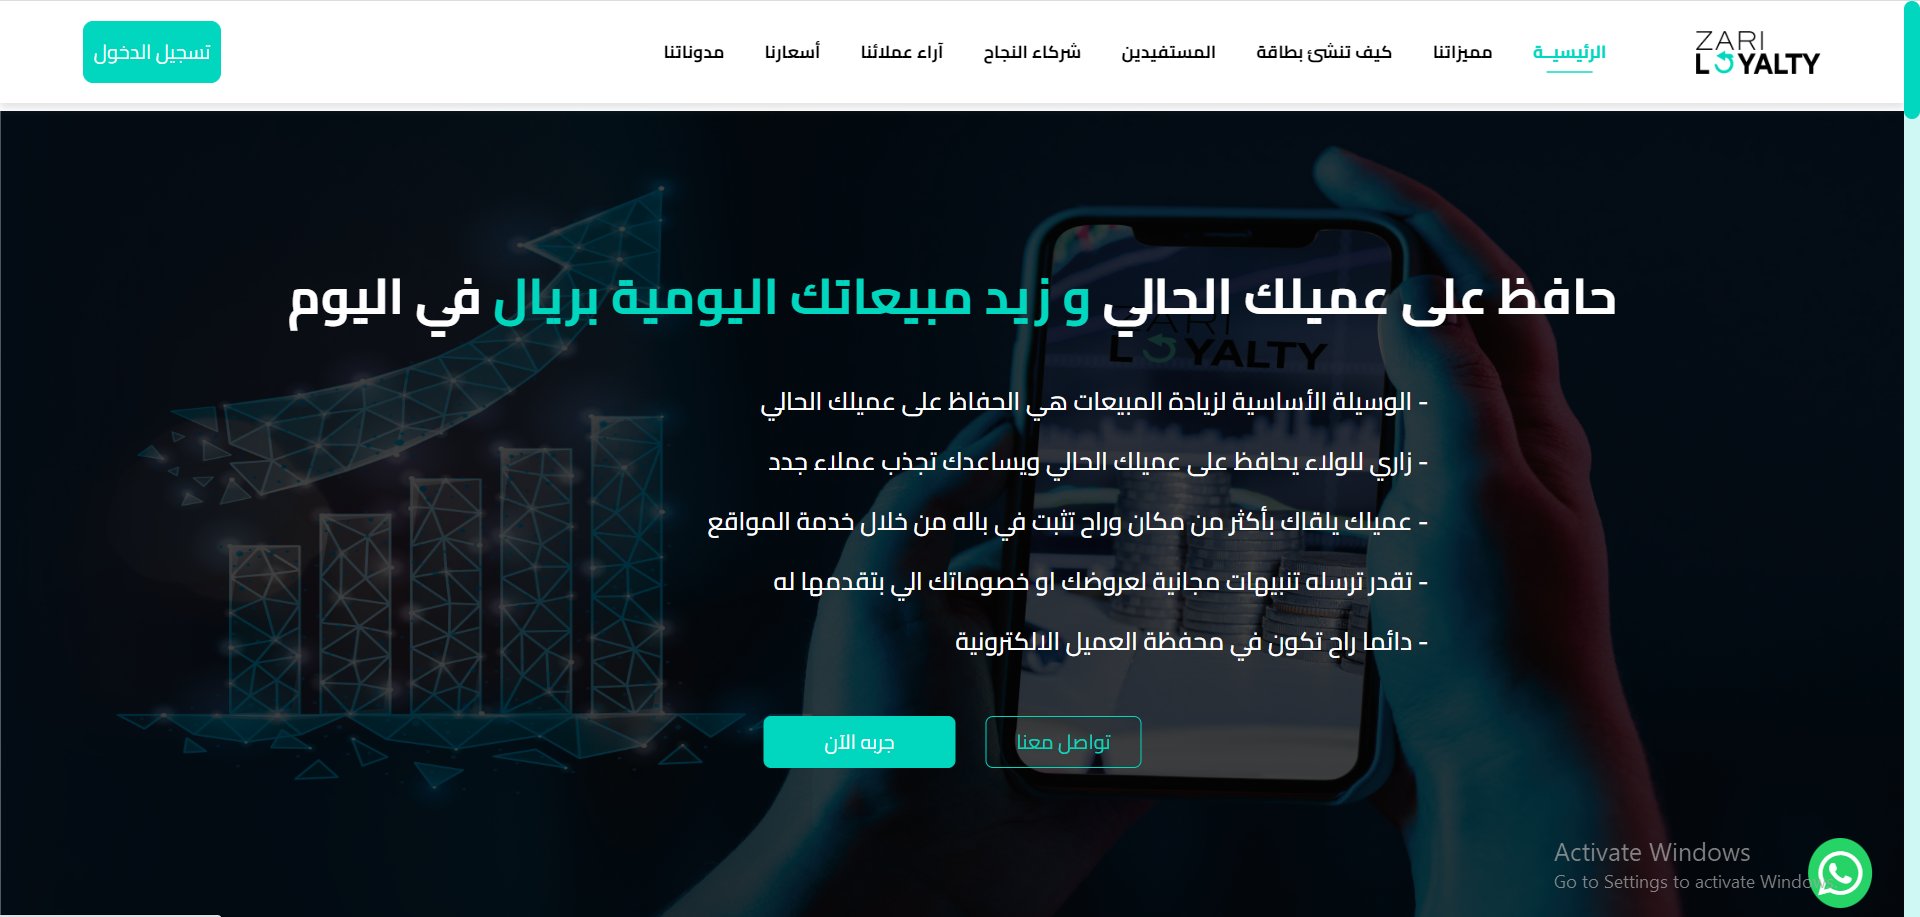 ZARI
LOYALTY
الرئيسيــة
مميزاتنا
كيف تنشئ بطاقة
المستفيدين
شركاء النجاح
آراء عملائنا
أسعارنا
مدوناتنا
تسجيل الدخول
حافظ على عميلك الحالي و زيد مبيعاتك اليومية بريال في اليوم
ZARI
LOYALTY
- الوسيلة الأساسية لزيادة المبيعات هي الحفاظ على عميلك الحالي
- زاري للولاء يحافظ على عميلك الحالي ويساعدك تجذب عملاء جدد
- عميلك يلقاك بأكثر من مكان وراح تثبت في باله من خلال خدمة المواقع
- تقدر ترسله تنبيهات مجانية لعروضك او خصوماتك الي بتقدمها له
- دائما راح تكون في محفظة العميل الالكترونية
تواصل معنا
جربه الآن
Activate Windows
Go to Settings to activate Windows.